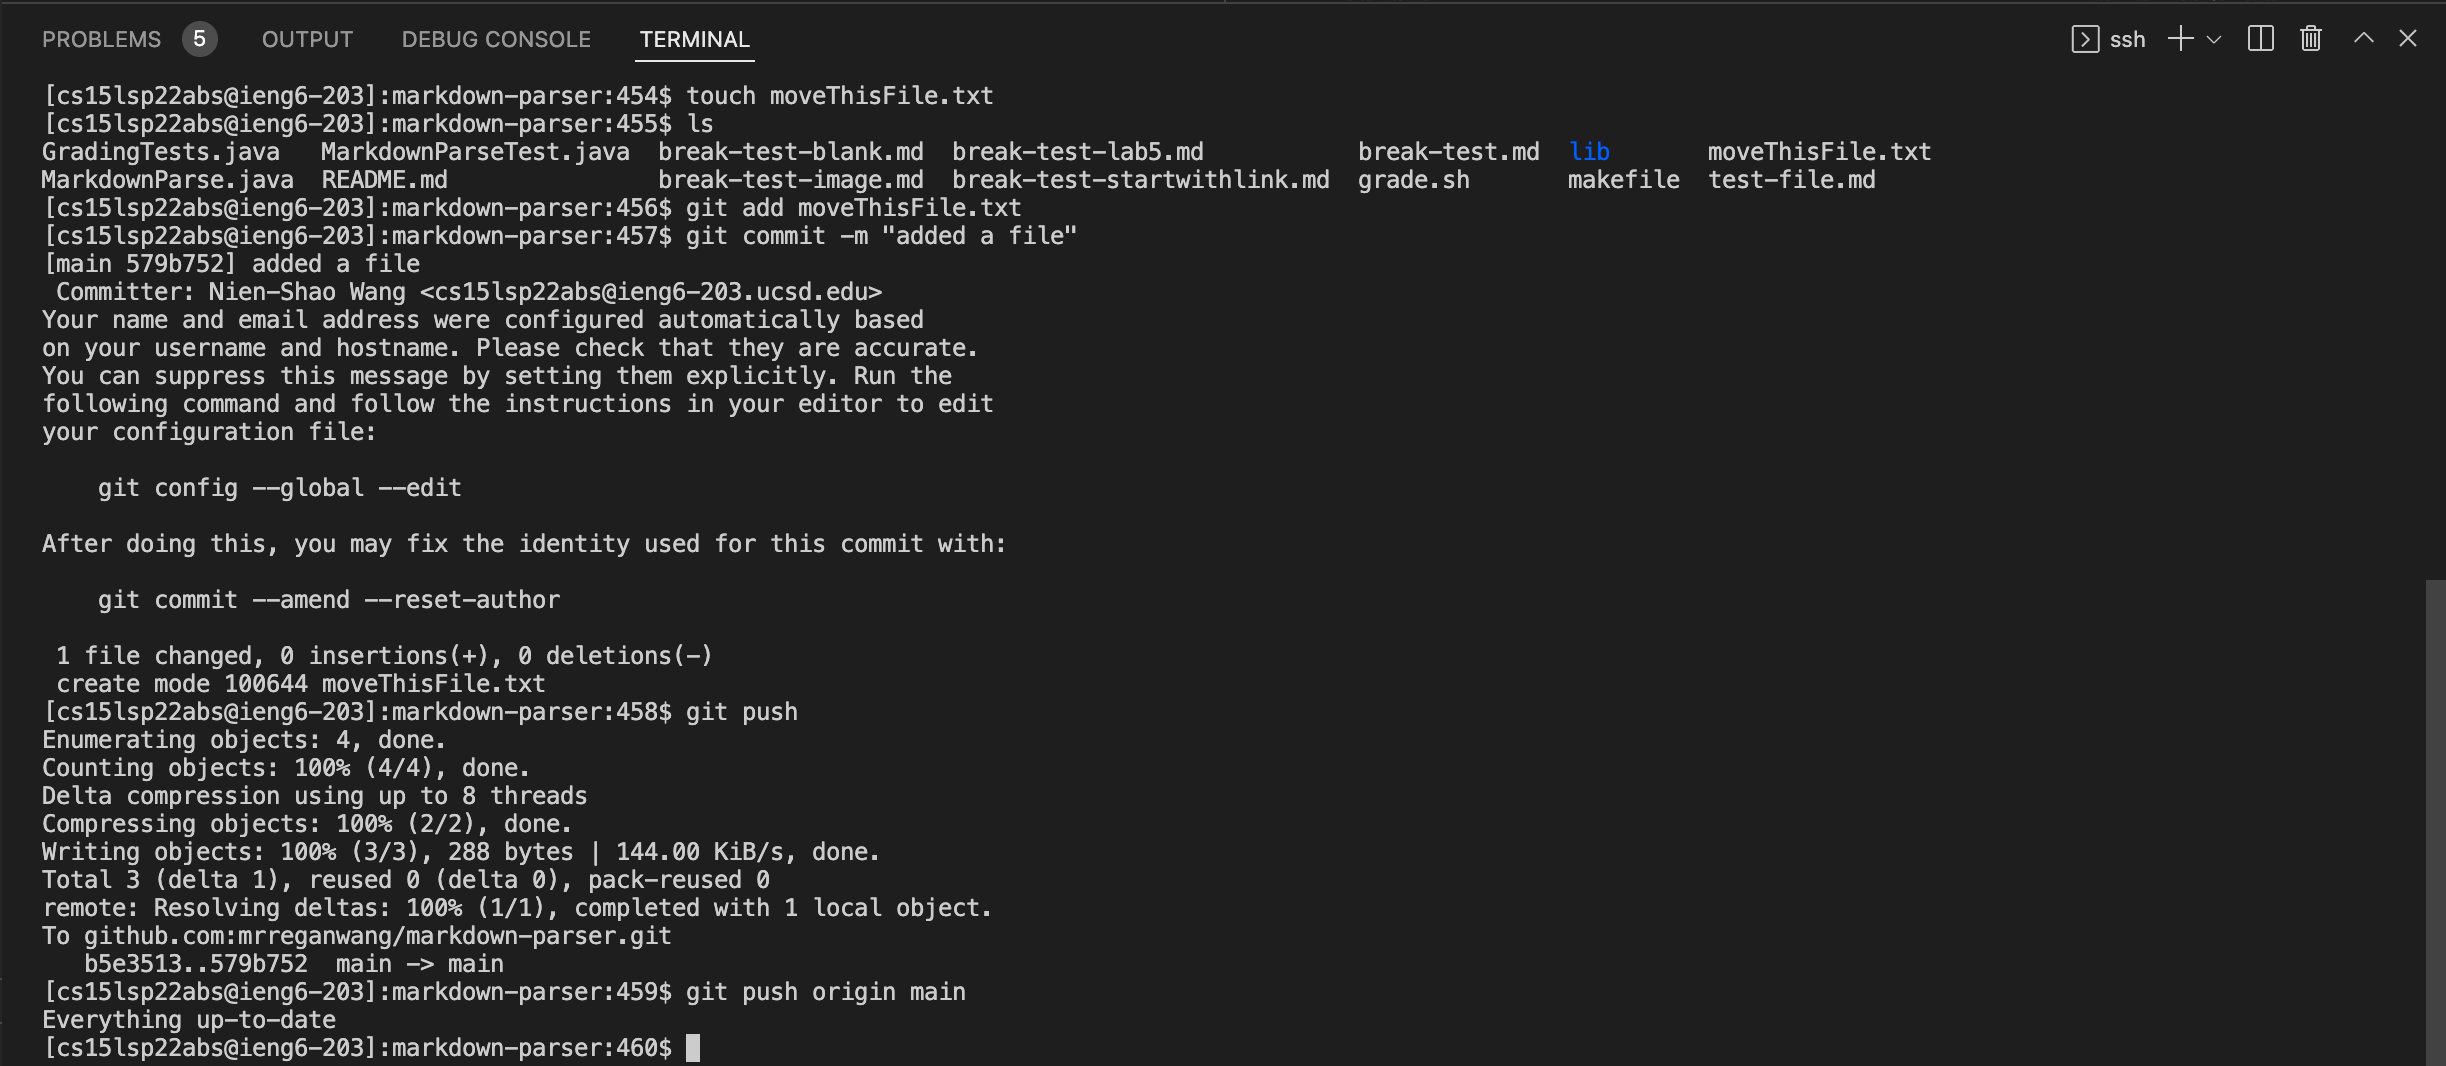 PROBLEMS 5 OUTPUT DEBUG CONSOLE TERMINAL ssh
[cs15lsp22abs@ieng6-203]:markdown-parser:454$ touch moveThisFile.txt
[cs15lsp22abs@ieng6-203]:markdown-parser:455$ ls
GradingTests.java   MarkdownParseTest.java  break-test-blank.md  break-test-lab5.md           break-test.md  lib       moveThisFile.txt
MarkdownParse.java  README.md               break-test-image.md  break-test-startwithlink.md  grade.sh       makefile  test-file.md
[cs15lsp22abs@ieng6-203]:markdown-parser:456$ git add moveThisFile.txt
[cs15lsp22abs@ieng6-203]:markdown-parser:457$ git commit -m "added a file"
[main 579b752] added a file
 Committer: Nien-Shao Wang <cs15lsp22abs@ieng6-203.ucsd.edu>
Your name and email address were configured automatically based
on your username and hostname. Please check that they are accurate.
You can suppress this message by setting them explicitly. Run the
following command and follow the instructions in your editor to edit
your configuration file:

    git config --global --edit

After doing this, you may fix the identity used for this commit with:

    git commit --amend --reset-author

 1 file changed, 0 insertions(+), 0 deletions(-)
 create mode 100644 moveThisFile.txt
[cs15lsp22abs@ieng6-203]:markdown-parser:458$ git push
Enumerating objects: 4, done.
Counting objects: 100% (4/4), done.
Delta compression using up to 8 threads
Compressing objects: 100% (2/2), done.
Writing objects: 100% (3/3), 288 bytes | 144.00 KiB/s, done.
Total 3 (delta 1), reused 0 (delta 0), pack-reused 0
remote: Resolving deltas: 100% (1/1), completed with 1 local object.
To github.com:mrreganwang/markdown-parser.git
   b5e3513..579b752  main -> main
[cs15lsp22abs@ieng6-203]:markdown-parser:459$ git push origin main
Everything up-to-date
[cs15lsp22abs@ieng6-203]:markdown-parser:460$